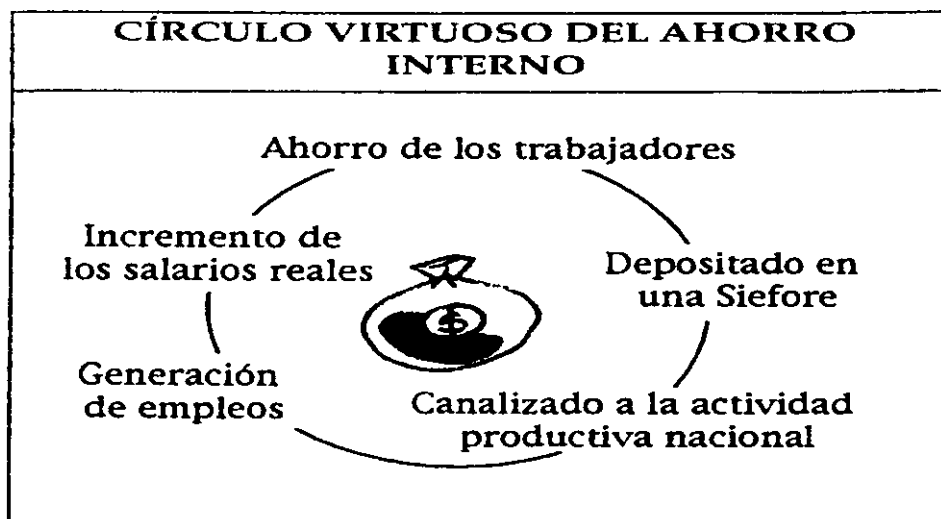 CÍRCULO VIRTUOSO DEL AHORRO
INTERNO
Ahorro de los trabajadores
Incremento de
los salarios reales
Depositado en
una Siefore
$
Generación
de empleos
Canalizado a la actividad
productiva nacional